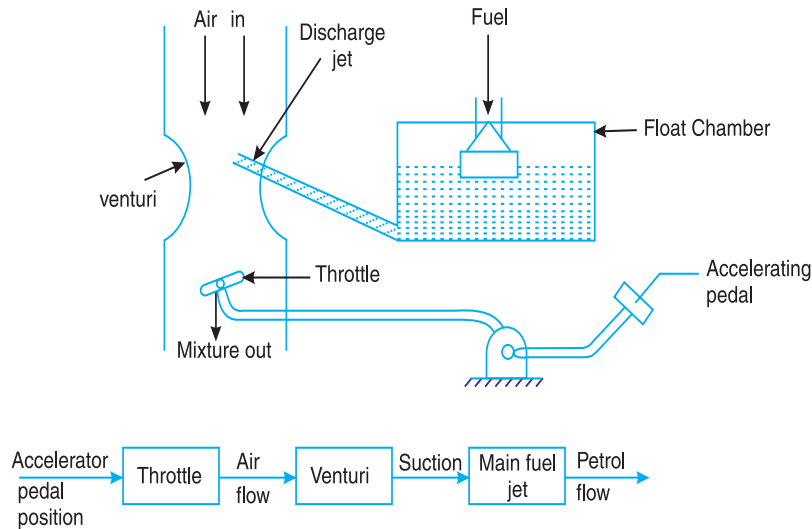 Air in
Discharge
jet
Fuel
Float Chamber
venturi
Throttle
Accelerating
pedal
Mixture out
Accelerator
pedal
position
Throttle
Air
flow
Venturi
Suction
Main fuel
jet
Petrol
flow